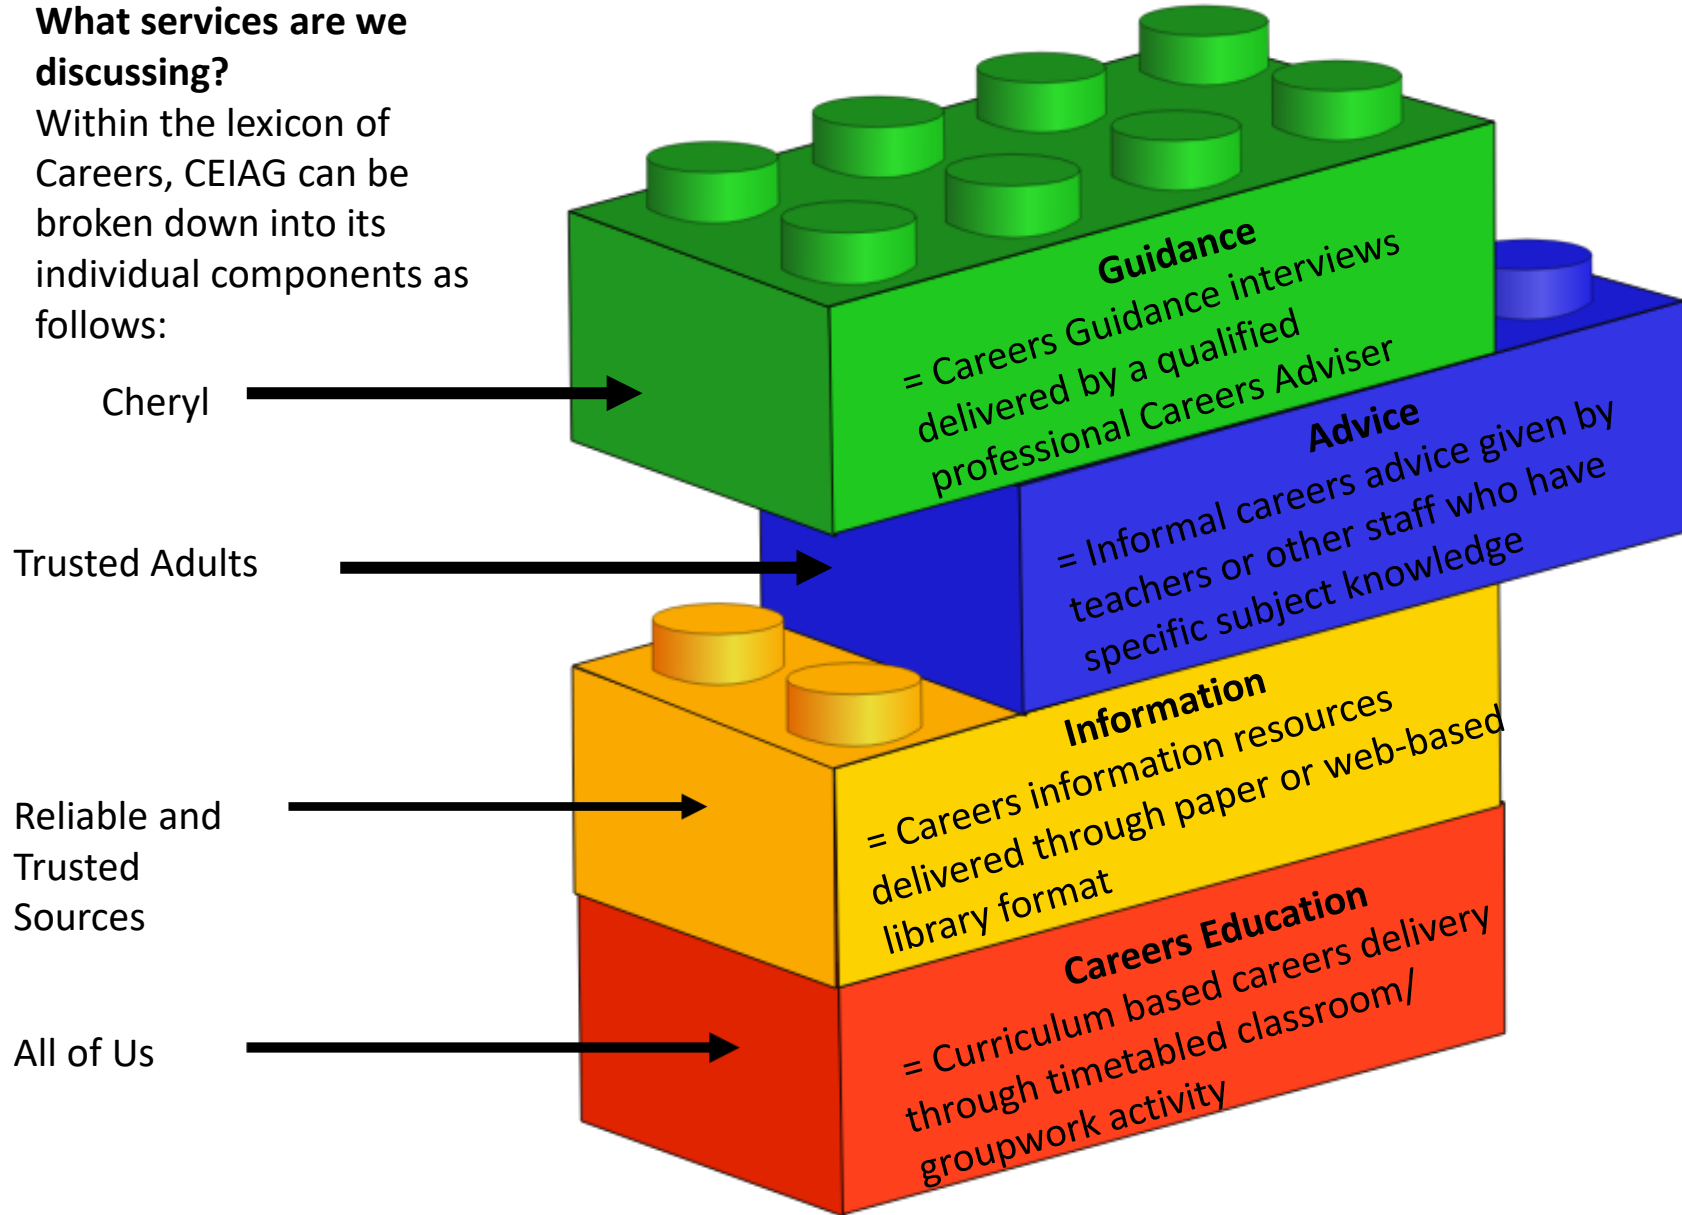 What services are we
discussing?
Within the lexicon of
Careers, CEIAG can be
broken down into its
individual components as
follows:
Cheryl
Guidance
= Careers Guidance interviews
delivered by a qualified
professional Careers Adviser
Trusted Adults
Advice
= Informal careers advice given by
teachers or other staff who have
specific subject knowledge
Reliable and
Trusted
Sources
Information
= Careers information resources
delivered through paper or web-based
library format
All of Us
Careers Education
= Curriculum based careers delivery
through timetabled classroom/
groupwork activity